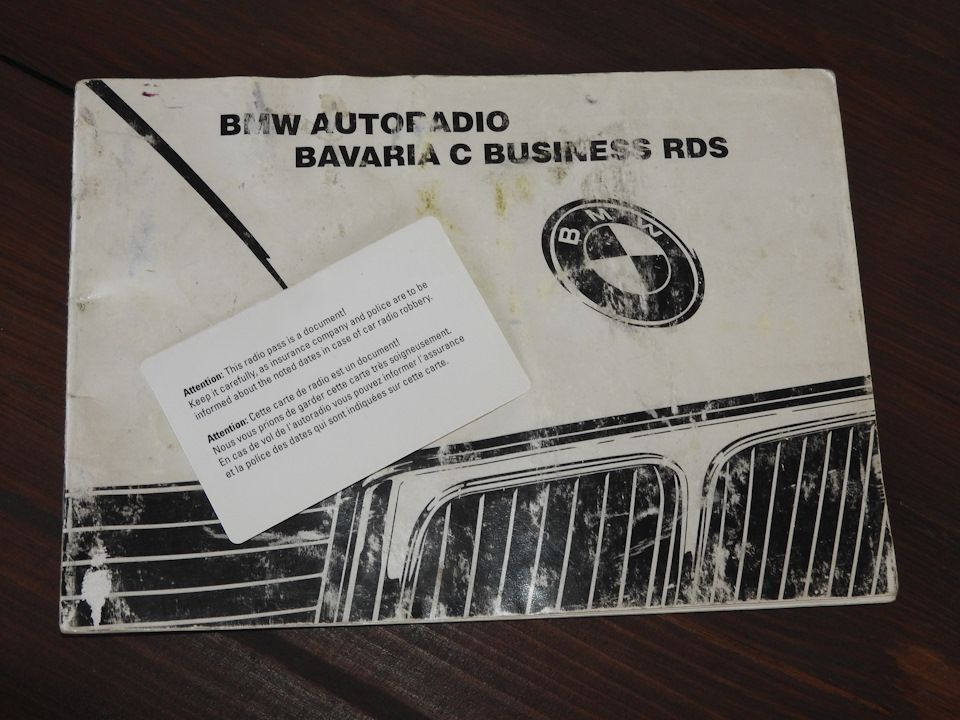 BMW AUTORADIO
BAVARIA C BUSINESS RDS
BMW
Attention: This radio pass is a document!
Keep it carefully, as insurance company and police are to be
informed about the noted dates in case of car radio robbery.
Attention: Cette carte de radio est un document!
Nous vous prions de garder cette carte très soigneusement.
En cas de vol de l'autoradio vous pouvez informer l'assurance
et la police des dates qui sont indiquées sur cette carte.